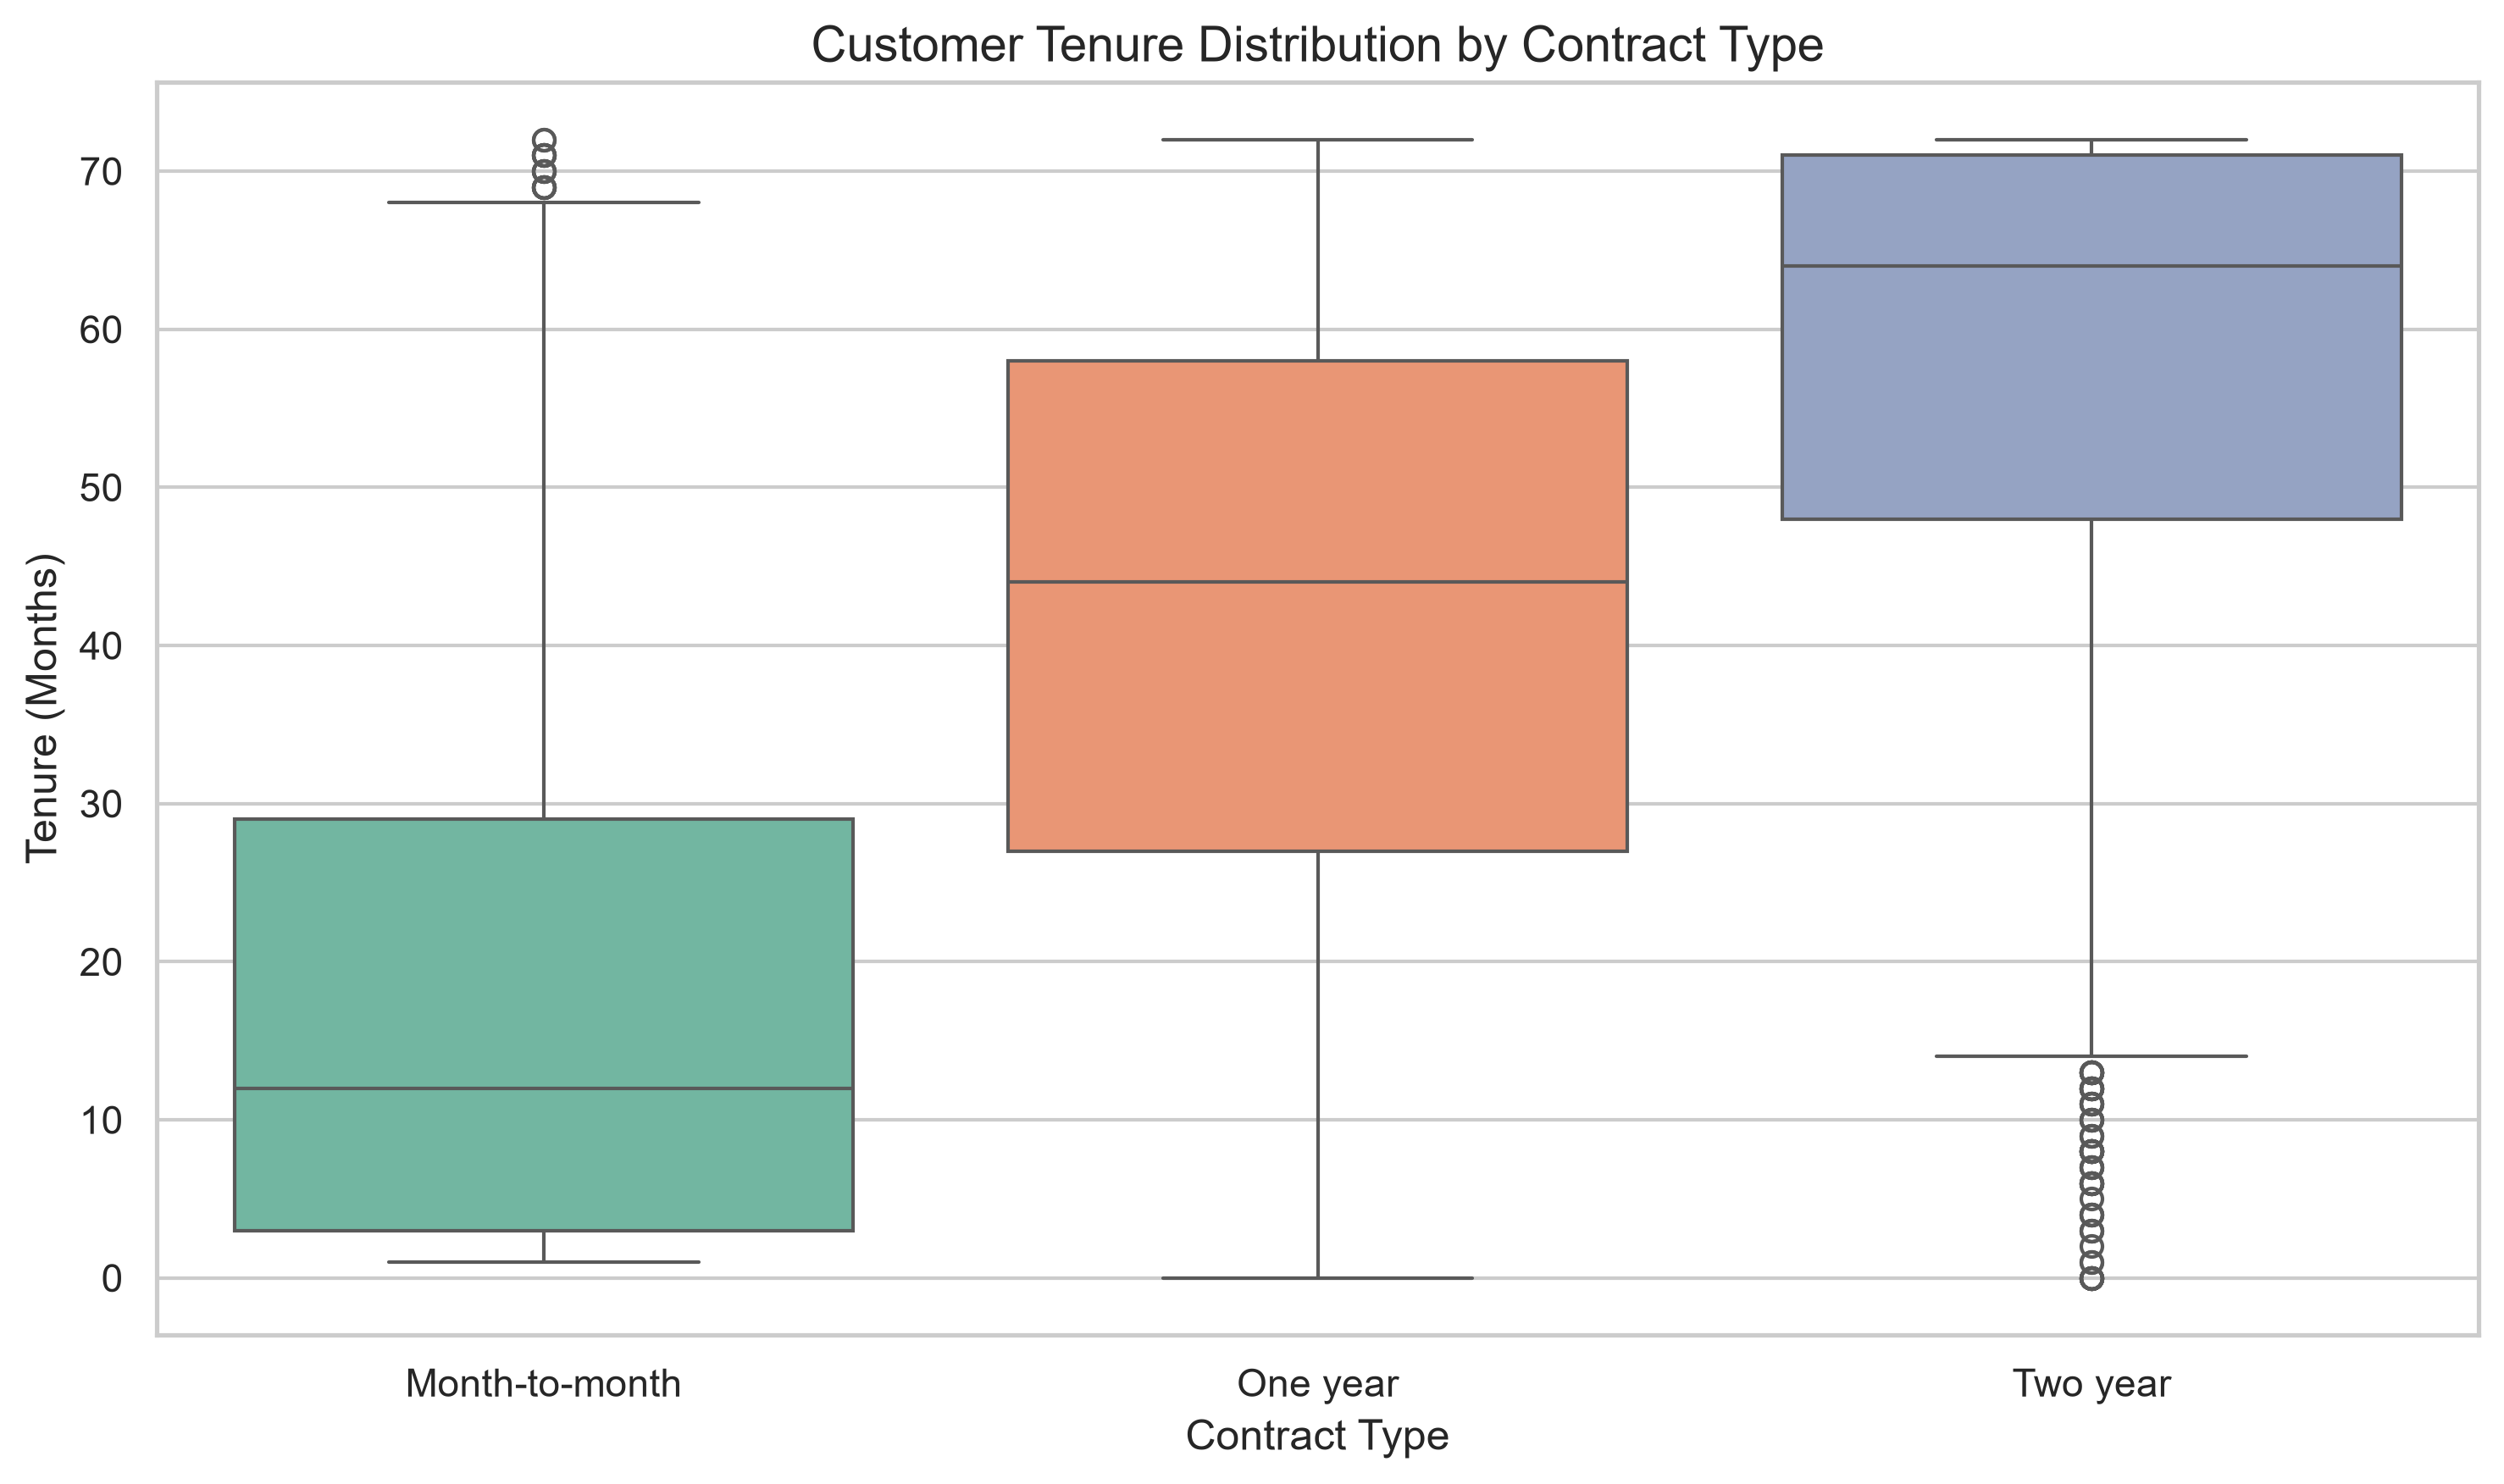 Customer Tenure Distribution by Contract Type
Tenure (Months)
70
60
50
40
30
20
10
0
Month-to-month
One year
Two year
Contract Type